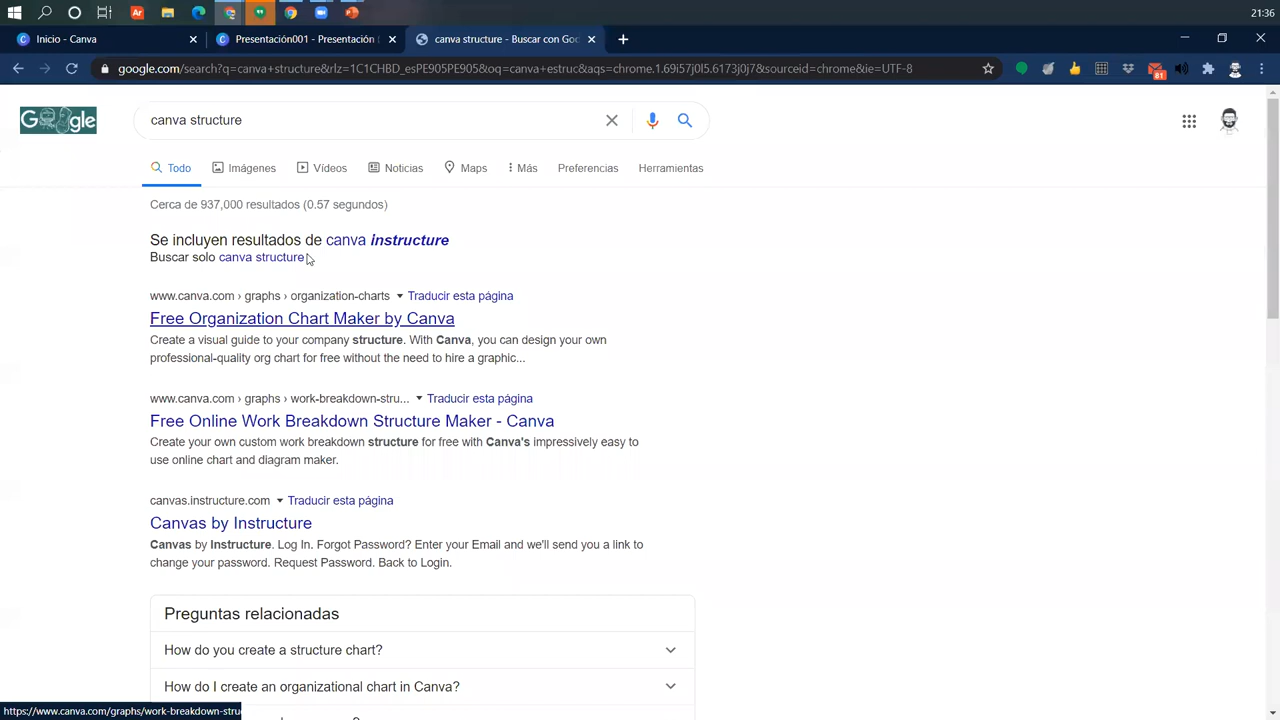 21:36
Inicio - Canva
Presentación001 - Presentación
canva structure - Buscar con Goo
google.com/search?q=canva+structure&rlz=1C1CHBD_esPE905PE905&oq=canva+estruc&aqs=chrome.1.69i57j0l5.6173j0j7&sourceid=chrome&ie=UTF-8
81
Google
canva structure
Todo
Imágenes
Vídeos
Noticias
Maps
Más
Preferencias
Herramientas
Cerca de 937,000 resultados (0.57 segundos)
Se incluyen resultados de canva instructure
Buscar solo canva structure
www.canva.com › graphs › organization-charts Traducir esta página
Free Organization Chart Maker by Canva
Create a visual guide to your company structure. With Canva, you can design your own
professional-quality org chart for free without the need to hire a graphic...
www.canva.com › graphs › work-breakdown-stru... Traducir esta página
Free Online Work Breakdown Structure Maker - Canva
Create your own custom work breakdown structure for free with Canva's impressively easy to
use online chart and diagram maker.
canvas.instructure.com Traducir esta página
Canvas by Instructure
Canvas by Instructure. Log In. Forgot Password? Enter your Email and we'll send you a link to
change your password. Request Password. Back to Login.
Preguntas relacionadas
How do you create a structure chart?
How do I create an organizational chart in Canva?
https://www.canva.com/graphs/work-breakdown-stru